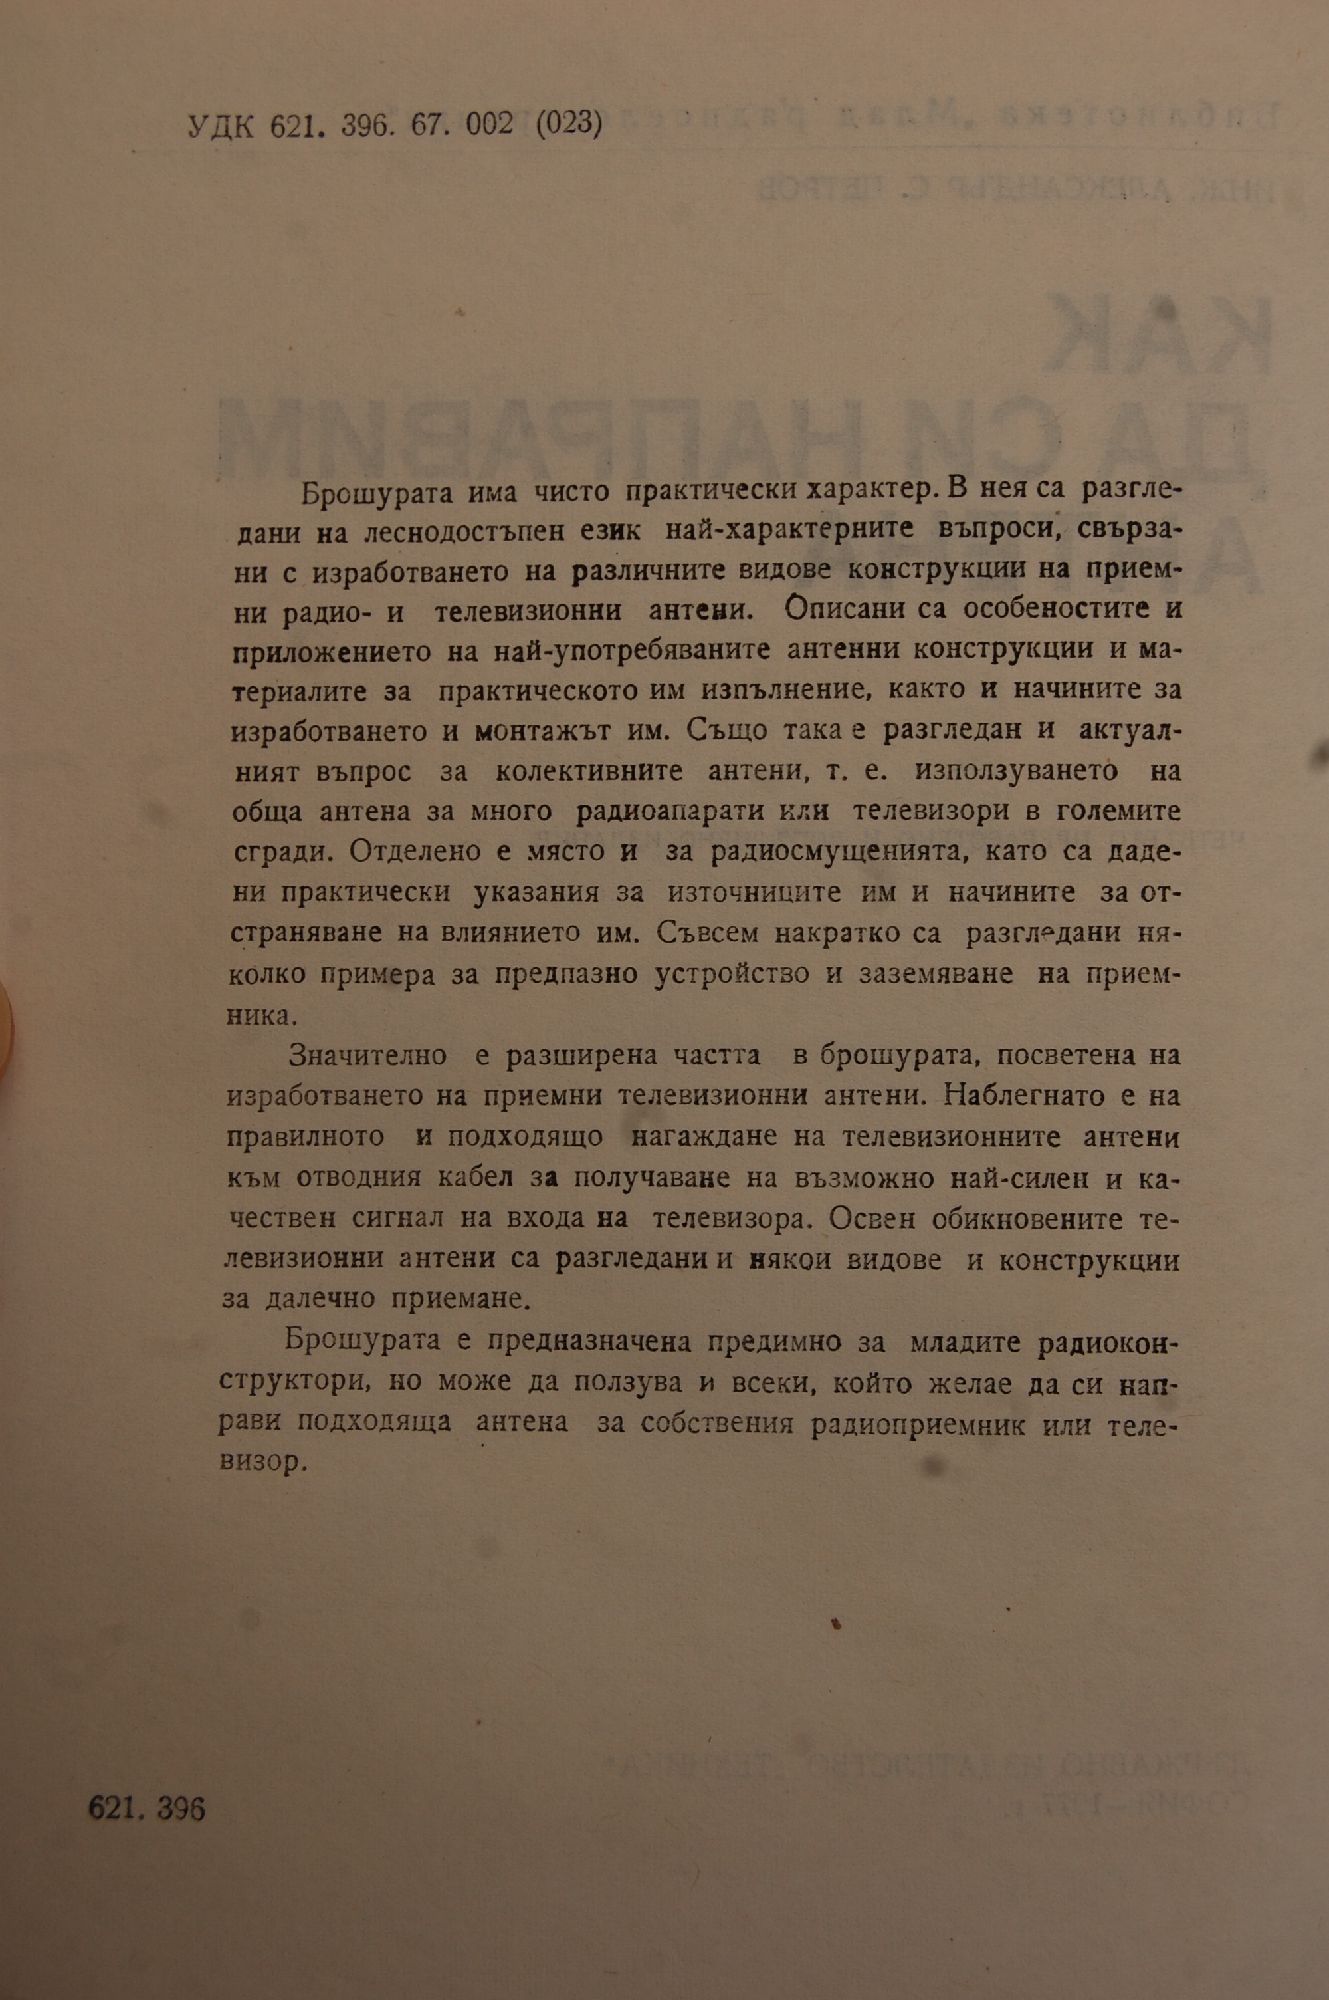 УДК 621. 396. 67. 002 (023)
Брошурата има чисто практически характер. В нея са разгле-
дани на леснодостъпен език най-характерните въпроси, свърза-
ни с изработването на различните видове конструкции на прием-
ни радио- и телевизионни антени. Описани са особеностите и
приложението на най-употребяваните антенни конструкции и ма-
териалите за практическото им изпълнение, както и начините за
изработването и монтажът им. Също така е разгледан и актуал-
ният въпрос за колективните антени, т. е. използуването на
обща антена за много радиоапарати или телевизори в големите
сгради. Отделено е място и за радиосмущенията, като са даде-
ни практически указания за източниците им и начините за от-
страняване на влиянието им. Съвсем накратко са разгледани ня-
колко примера за предпазно устройство и заземяване на прием-
ника.
Значително е разширена частта в брошурата, посветена на
изработването на приемни телевизионни антени. Наблегнато е на
правилното и подходящо нагаждане на телевизионните антени
към отводния кабел за получаване на възможно най-силен и ка-
чествен сигнал на входа на телевизора. Освен обикновените те-
левизионни антени са разгледани и някои видове и конструкции
за далечно приемане.
Брошурата е предназначена предимно за младите радиокон-
структори, но може да ползува и всеки, който желае да си нап-
рави подходяща антена за собствения радиоприемник или теле-
визор.
621. 396